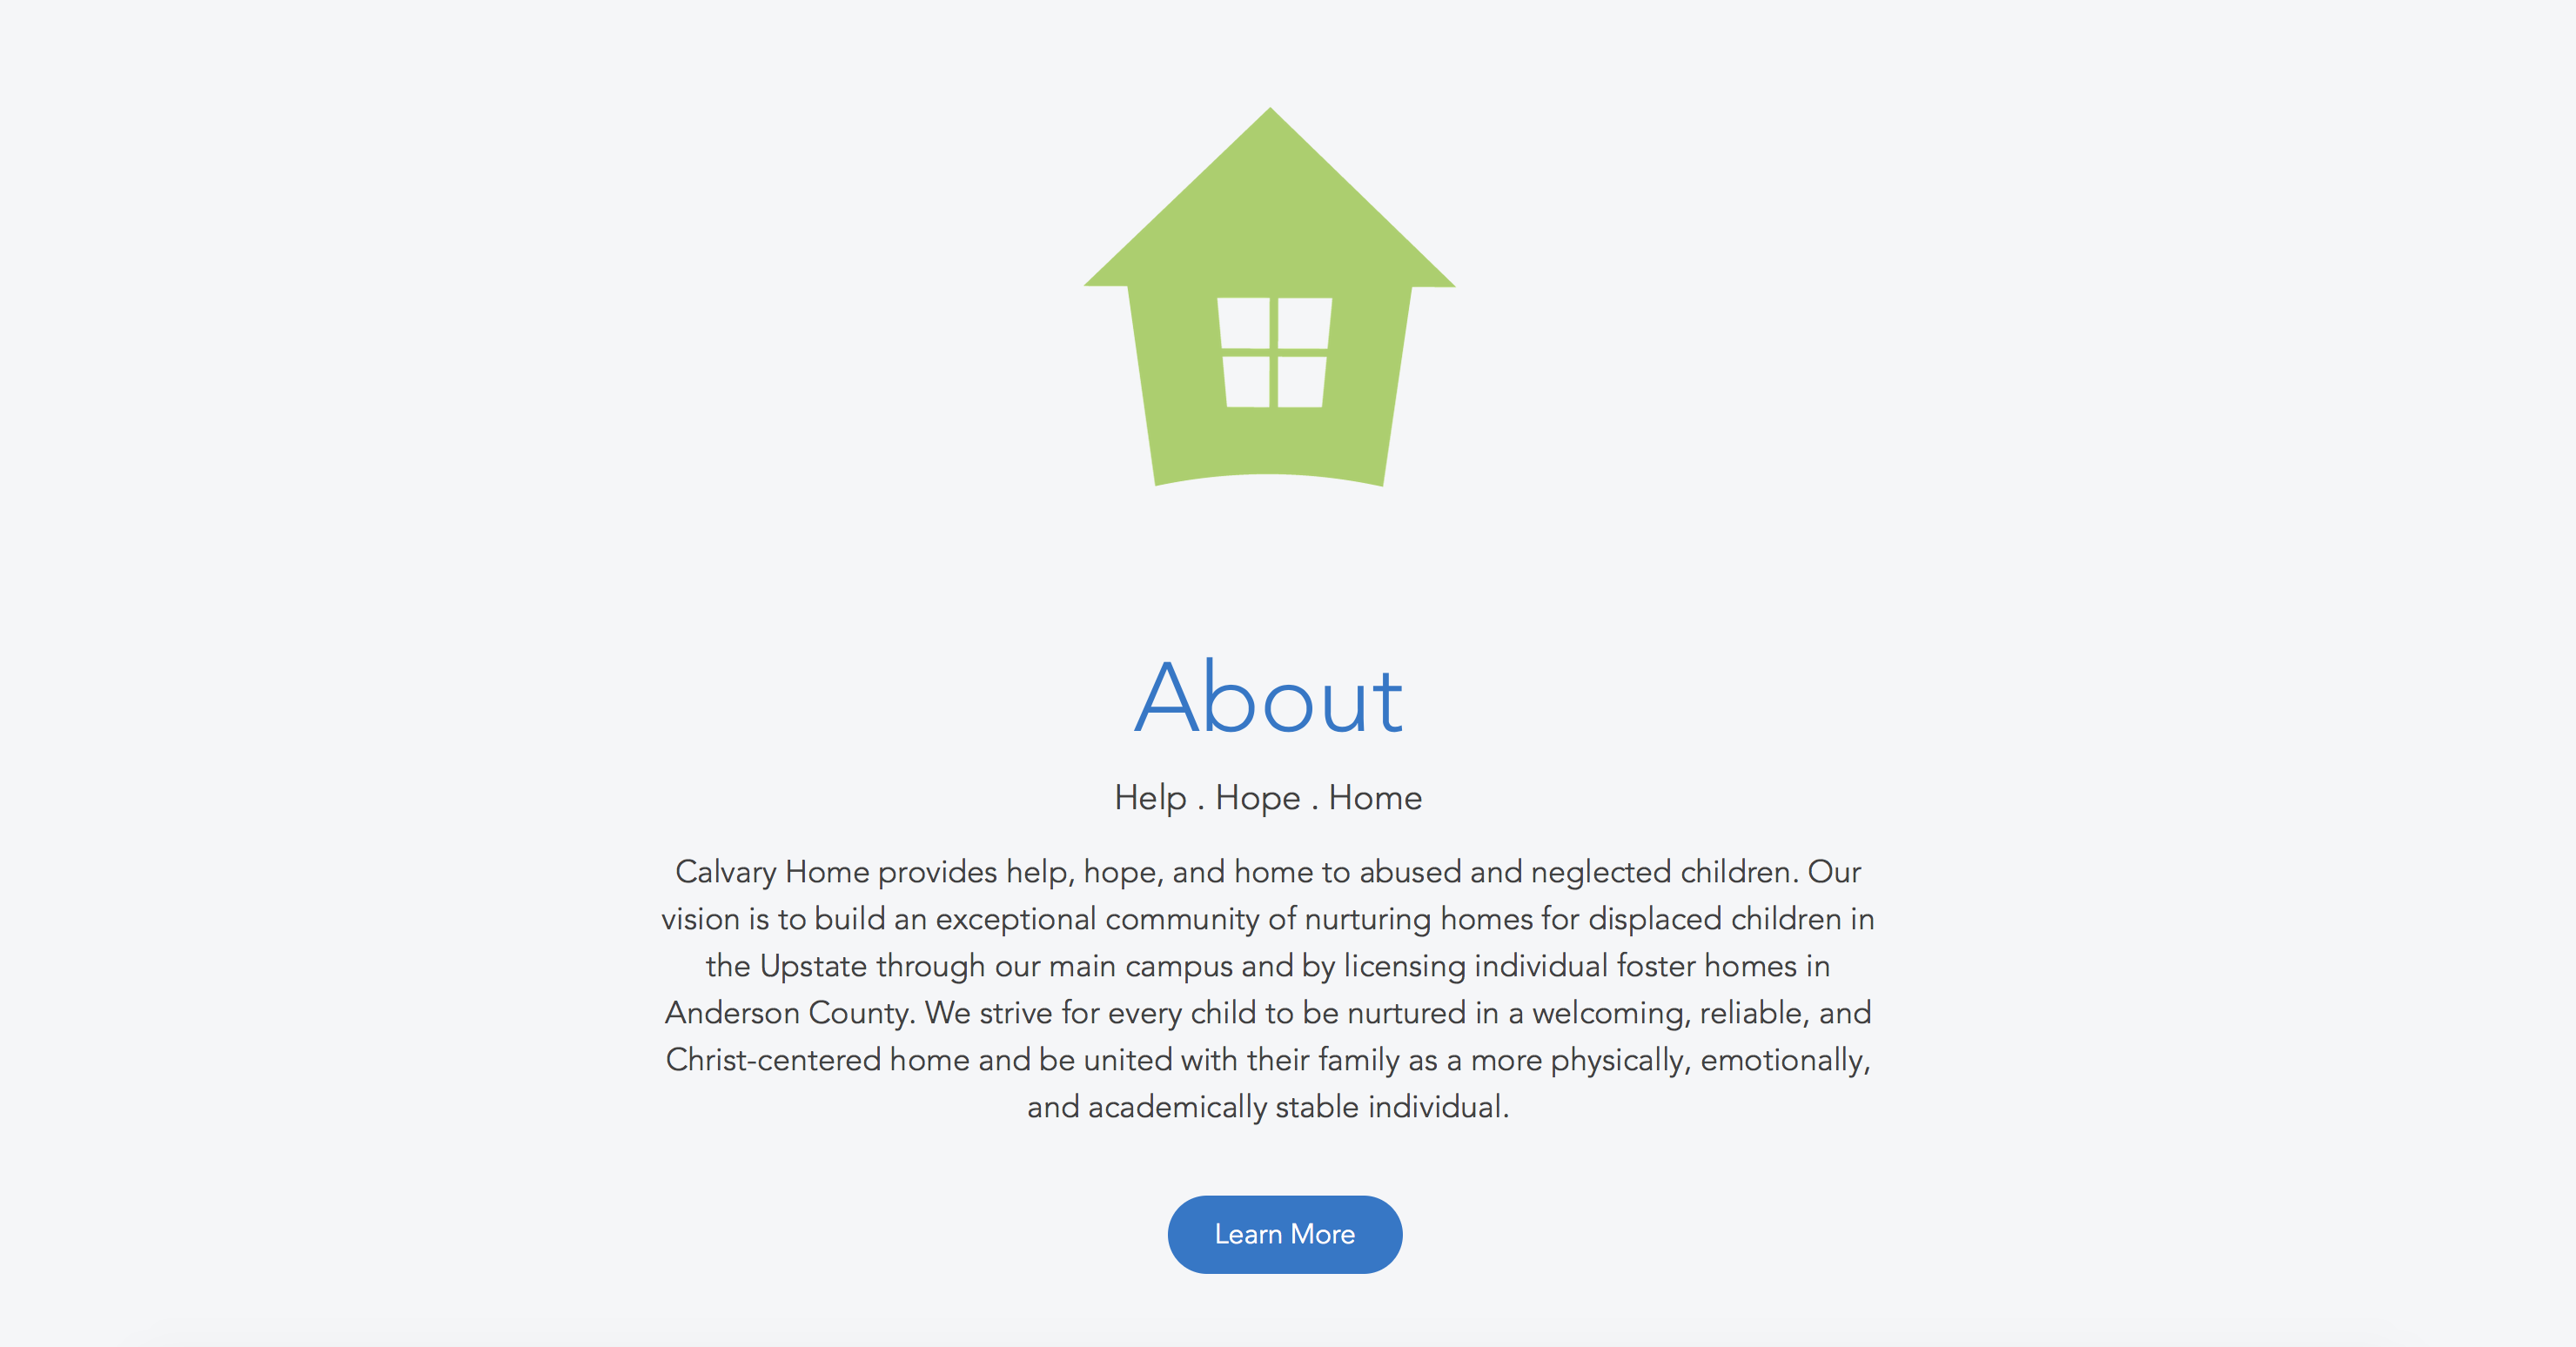 About
Help . Hope . Home
Calvary Home provides help, hope, and home to abused and neglected children. Our
vision is to build an exceptional community of nurturing homes for displaced children in
the Upstate through our main campus and by licensing individual foster homes in
Anderson County. We strive for every child to be nurtured in a welcoming, reliable, and
Christ-centered home and be united with their family as a more physically, emotionally,
and academically stable individual.
Learn More